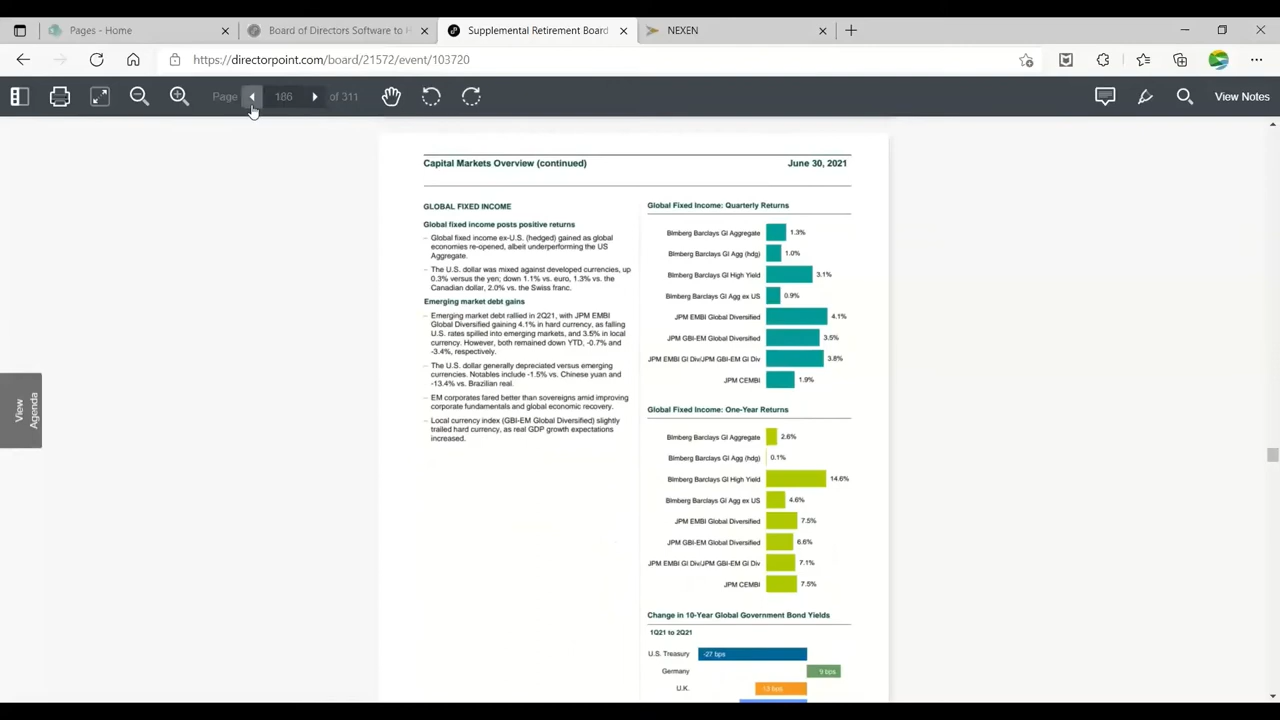 Pages - Home
Board of Directors Software to H
Supplemental Retirement Board
NEXEN
https://directorpoint.com/board/21572/event/103720
Page 186 of 311
View Notes
View Agenda
Capital Markets Overview (continued)
June 30, 2021
GLOBAL FIXED INCOME
Global fixed income posts positive returns
– Global fixed income ex-U.S. (hedged) gained as global
economies re-opened, albeit underperforming the US
Aggregate.
– The U.S. dollar was mixed against developed currencies, up
0.3% versus the yen; down 1.1% vs. euro, 1.3% vs. the
Canadian dollar, 2.0% vs. the Swiss franc.
Emerging market debt gains
– Emerging market debt rallied in 2Q21, with JPM EMBI
Global Diversified gaining 4.1% in hard currency, as falling
U.S. rates spilled into emerging markets, and 3.5% in local
currency. However, both remained down YTD, -0.7% and
-3.4%, respectively.
– The U.S. dollar generally depreciated versus emerging
currencies. Notables include -1.5% vs. Chinese yuan and
-13.4% vs. Brazilian real.
– EM corporates fared better than sovereigns amid improving
corporate fundamentals and global economic recovery.
– Local currency index (GBI-EM Global Diversified) slightly
trailed hard currency, as real GDP growth expectations
increased.
Global Fixed Income: Quarterly Returns
Blmberg Barclays Gl Aggregate 1.3%
Blmberg Barclays Gl Agg (hdg) 1.0%
Blmberg Barclays Gl High Yield 3.1%
Blmberg Barclays Gl Agg ex US 0.9%
JPM EMBI Global Diversified 4.1%
JPM GBI-EM Global Diversified 3.5%
JPM EMBI Gl Div/JPM GBI-EM Gl Div 3.8%
JPM CEMBI 1.9%
Global Fixed Income: One-Year Returns
Blmberg Barclays Gl Aggregate 2.6%
Blmberg Barclays Gl Agg (hdg) 0.1%
Blmberg Barclays Gl High Yield 14.6%
Blmberg Barclays Gl Agg ex US 4.6%
JPM EMBI Global Diversified 7.5%
JPM GBI-EM Global Diversified 6.6%
JPM EMBI Gl Div/JPM GBI-EM Gl Div 7.1%
JPM CEMBI 7.5%
Change in 10-Year Global Government Bond Yields
1Q21 to 2Q21
U.S. Treasury -27 bps
Germany 9 bps
U.K. -13 bps